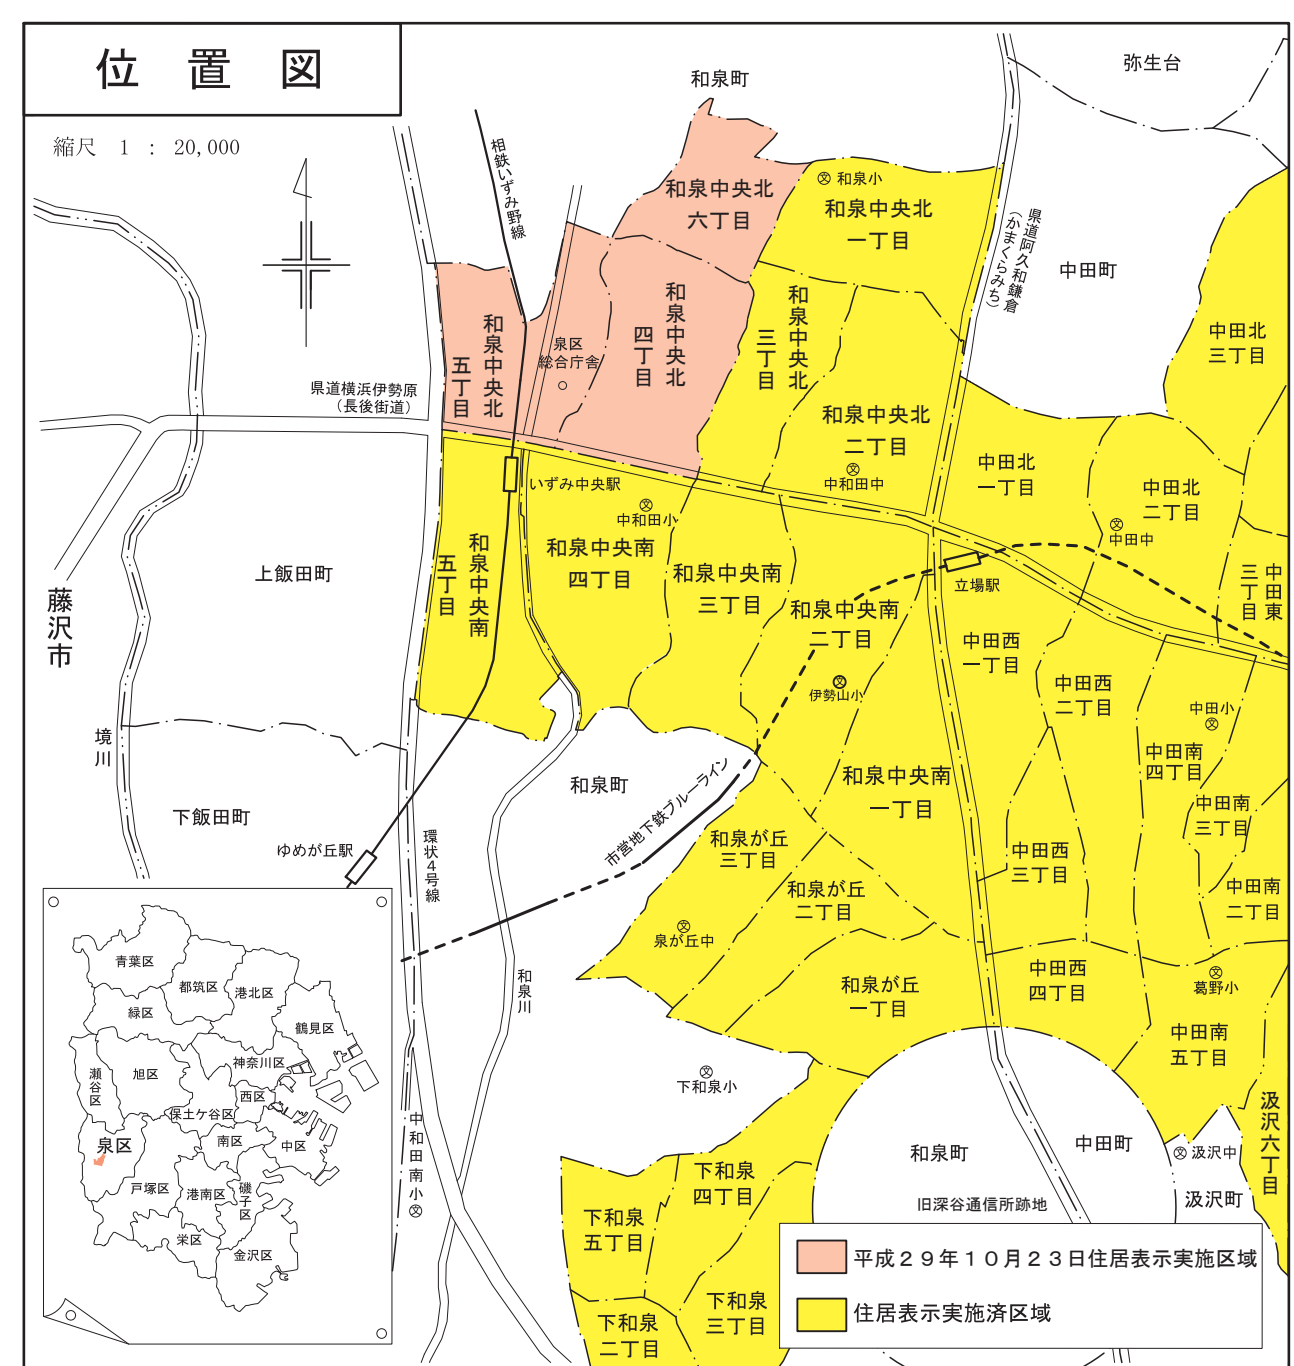 位置図
縮尺 1 : 20,000
和泉町
弥生台
相鉄いずみ野線
和泉中央北
六丁目
和泉小
和泉中央北
一丁目
県道阿久和鎌倉
(かまくらみち)
中田町
中田北
三丁目
和泉中央北
五丁目
泉区
総合庁舎
和泉中央北
四丁目
和泉中央北
三丁目
県道横浜伊勢原
(長後街道)
和泉中央北
二丁目
中和田中
中田北
一丁目
中田北
二丁目
中田中
いずみ中央駅
中和田小
上飯田町
和泉中央南
五丁目
和泉中央南
四丁目
和泉中央南
三丁目
和泉中央南
二丁目
立場駅
中田東
三丁目
藤沢市
伊勢山小
中田西
一丁目
中田西
二丁目
中田小
境川
中田南
四丁目
和泉町
和泉中央南
一丁目
市営地下鉄ブルーライン
下飯田町
中田南
三丁目
ゆめが丘駅
環状4号線
和泉が丘
三丁目
中田西
三丁目
和泉が丘
二丁目
中田南
二丁目
泉が丘中
和泉川
和泉が丘
一丁目
中田西
四丁目
葛野小
中田南
五丁目
下和泉小
汲沢六丁目
中和田南小
和泉町
中田町
汲沢中
汲沢町
旧深谷通信所跡地
下和泉
四丁目
下和泉
五丁目
下和泉
三丁目
下和泉
二丁目
青葉区
都筑区
港北区
緑区
鶴見区
神奈川区
瀬谷区
旭区
西区
保土ケ谷区
泉区
南区
中区
戸塚区
港南区
磯子区
栄区
金沢区
平成29年10月23日住居表示実施区域
住居表示実施済区域